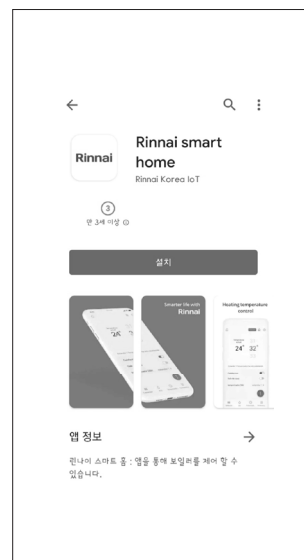 Rinnai
Rinnai smart
home
Rinnai Korea IoT
3
만 3세 이상
설치
Smarter life with
Rinnai
Heating temperature
control
24°
24° 32°
앱 정보
린나이 스마트 홈 : 앱을 통해 보일러를 제어 할 수
있습니다.